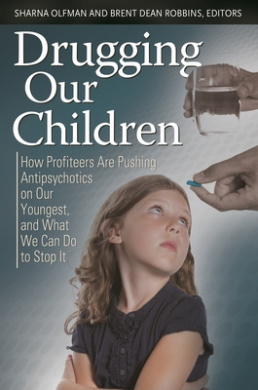 SHARNA OLFMAN AND BRENT DEAN ROBBINS, EDITORS
Drugging
Our
Children
How Profiteers Are Pushing
Antipsychotics
on Our
Youngest,
and What
We Can Do
to Stop It